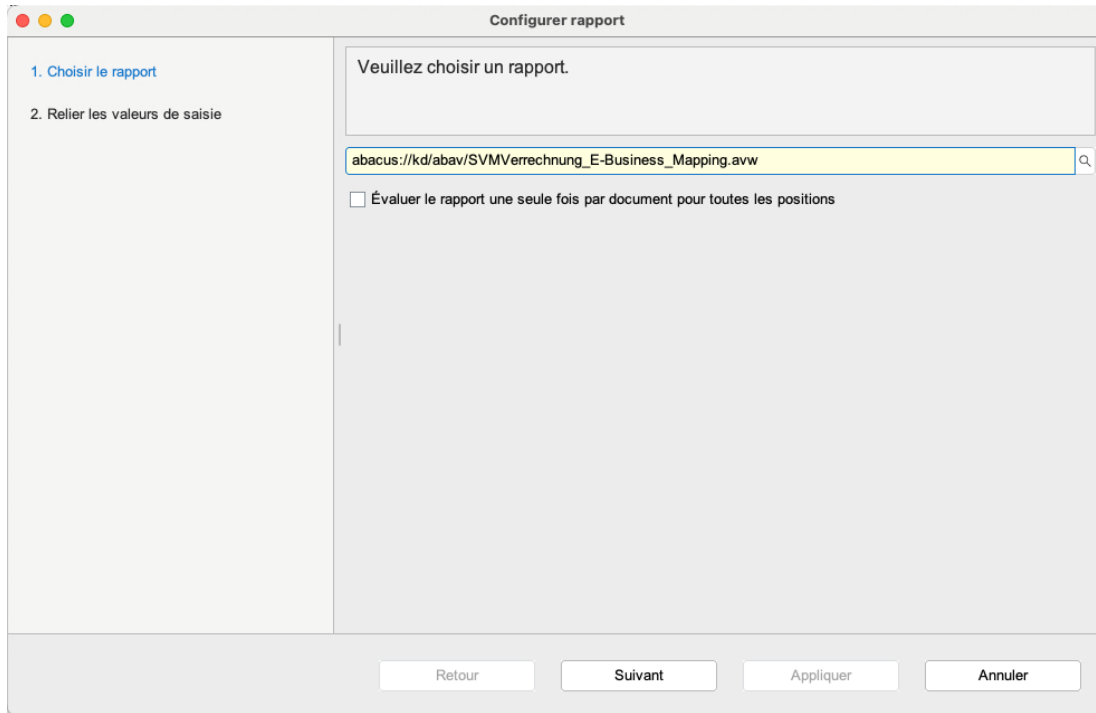 Configurer rapport
1. Choisir le rapport
2. Relier les valeurs de saisie
Veuillez choisir un rapport.
abacus://kd/abav/SVMVerrechnung_E-Business_Mapping.avw
Évaluer le rapport une seule fois par document pour toutes les positions
Retour
Suivant
Appliquer
Annuler